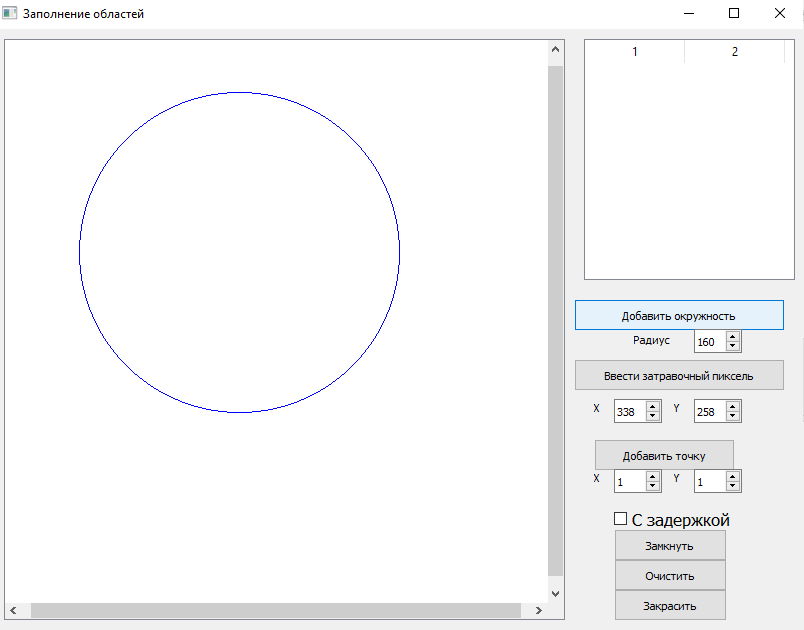 Заполнение областей
1 2
Добавить окружность
Радиус 160
Ввести затравочный пиксель
X 338 Y 258
Добавить точку
X 1 Y 1
С задержкой
Замкнуть
Очистить
Закрасить